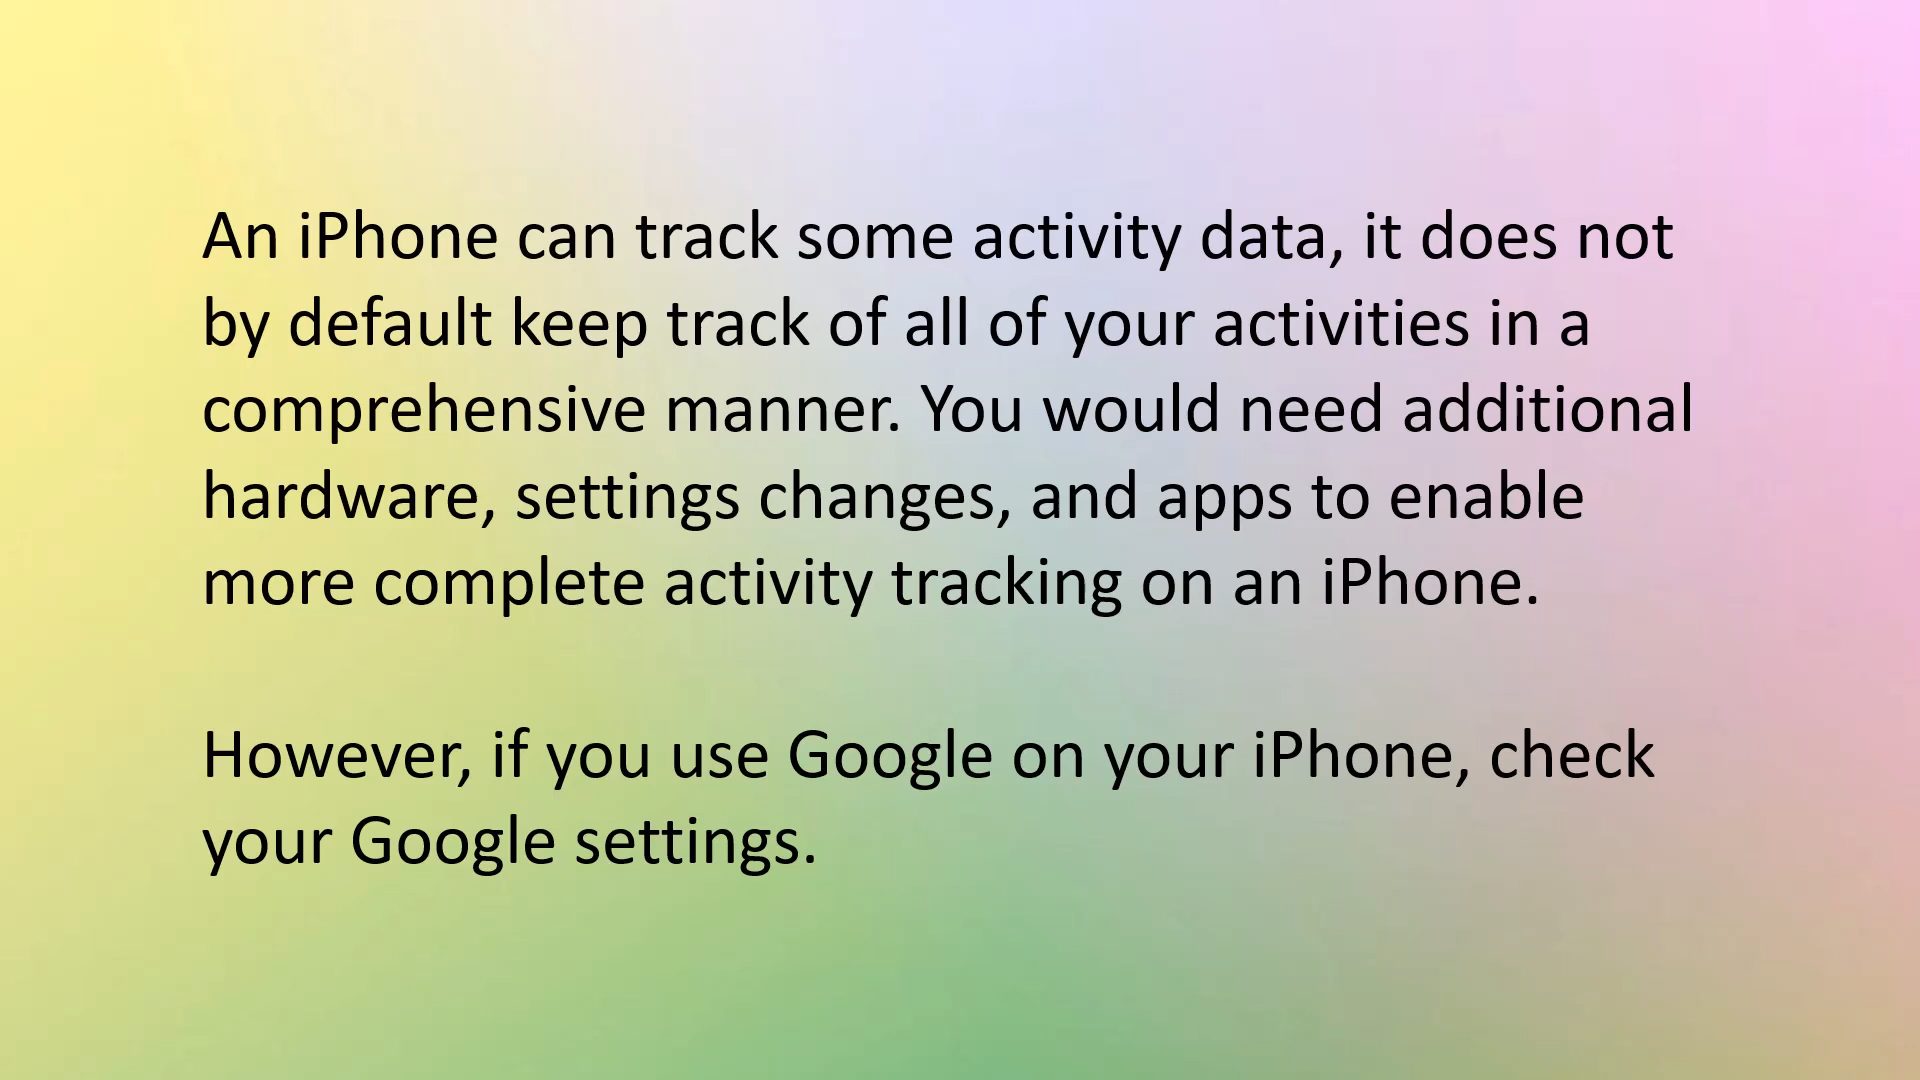 An iPhone can track some activity data, it does not
by default keep track of all of your activities in a
comprehensive manner. You would need additional
hardware, settings changes, and apps to enable
more complete activity tracking on an iPhone.
However, if you use Google on your iPhone, check
your Google settings.